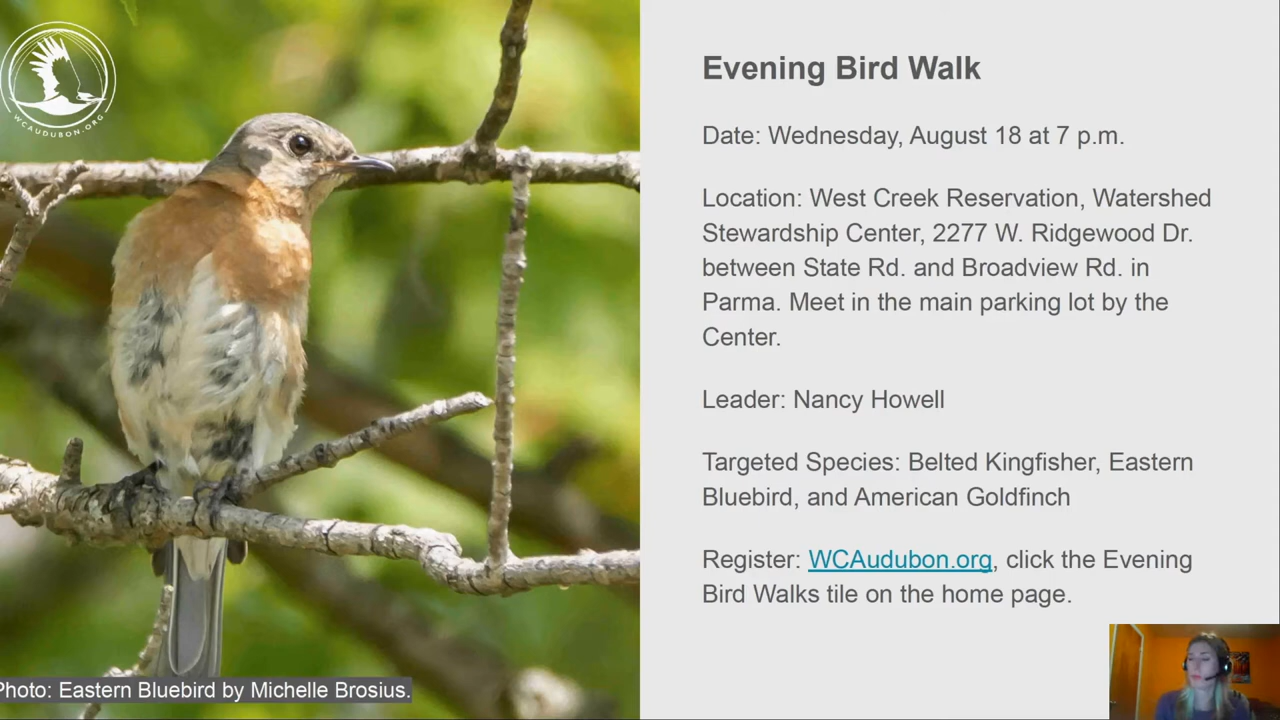 WCAUDUBON.ORG
Evening Bird Walk
Date: Wednesday, August 18 at 7 p.m.
Location: West Creek Reservation, Watershed
Stewardship Center, 2277 W. Ridgewood Dr.
between State Rd. and Broadview Rd. in
Parma. Meet in the main parking lot by the
Center.
Leader: Nancy Howell
Targeted Species: Belted Kingfisher, Eastern
Bluebird, and American Goldfinch
Register: WCAudubon.org, click the Evening
Bird Walks tile on the home page.
Photo: Eastern Bluebird by Michelle Brosius.